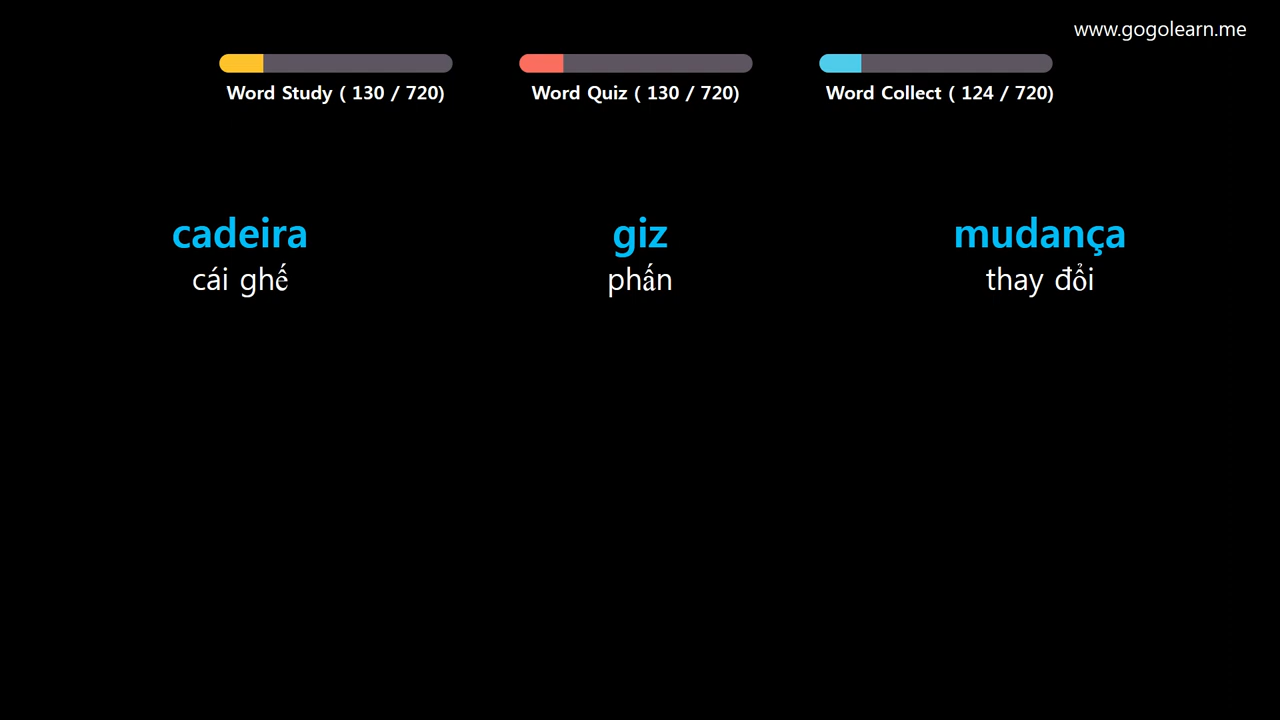 www.gogolearn.me
Word Study ( 130 / 720)
Word Quiz ( 130 / 720)
Word Collect ( 124 / 720)
cadeira
cái ghế
giz
phấn
mudança
thay đổi